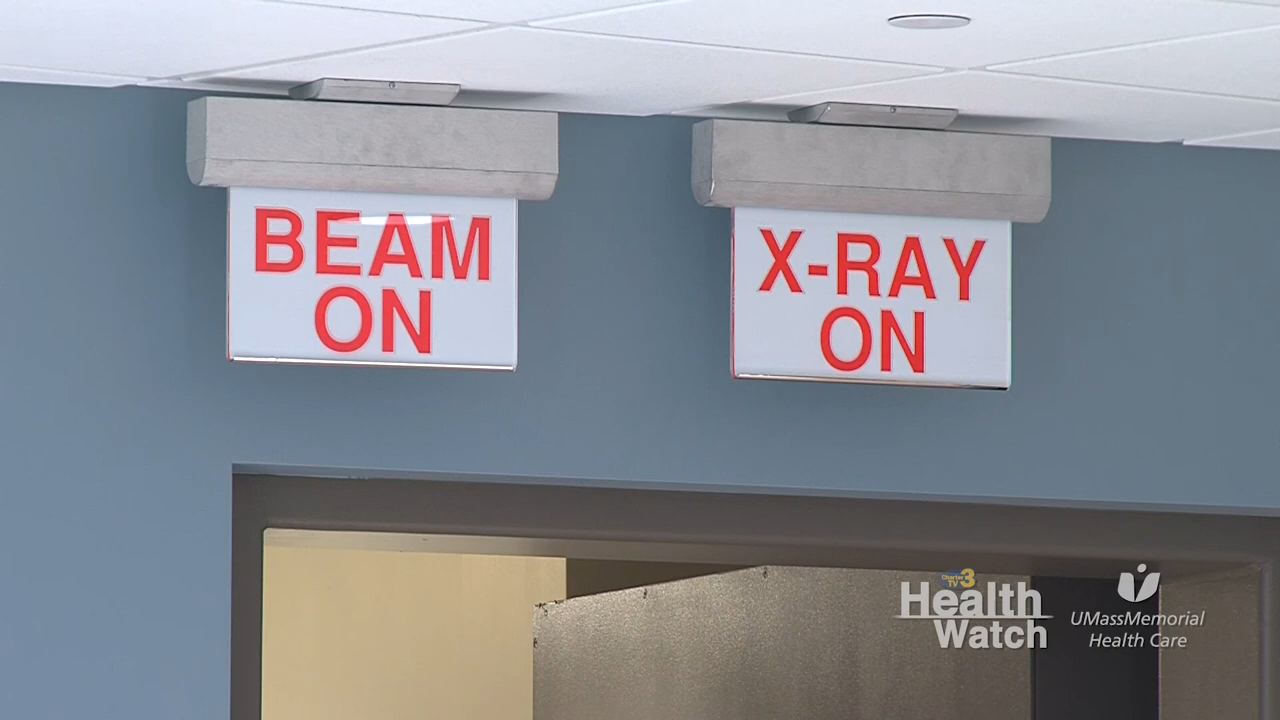 BEAM
ON
X-RAY
ON
Charter
TV3
Health
Watch
UMassMemorial
Health Care